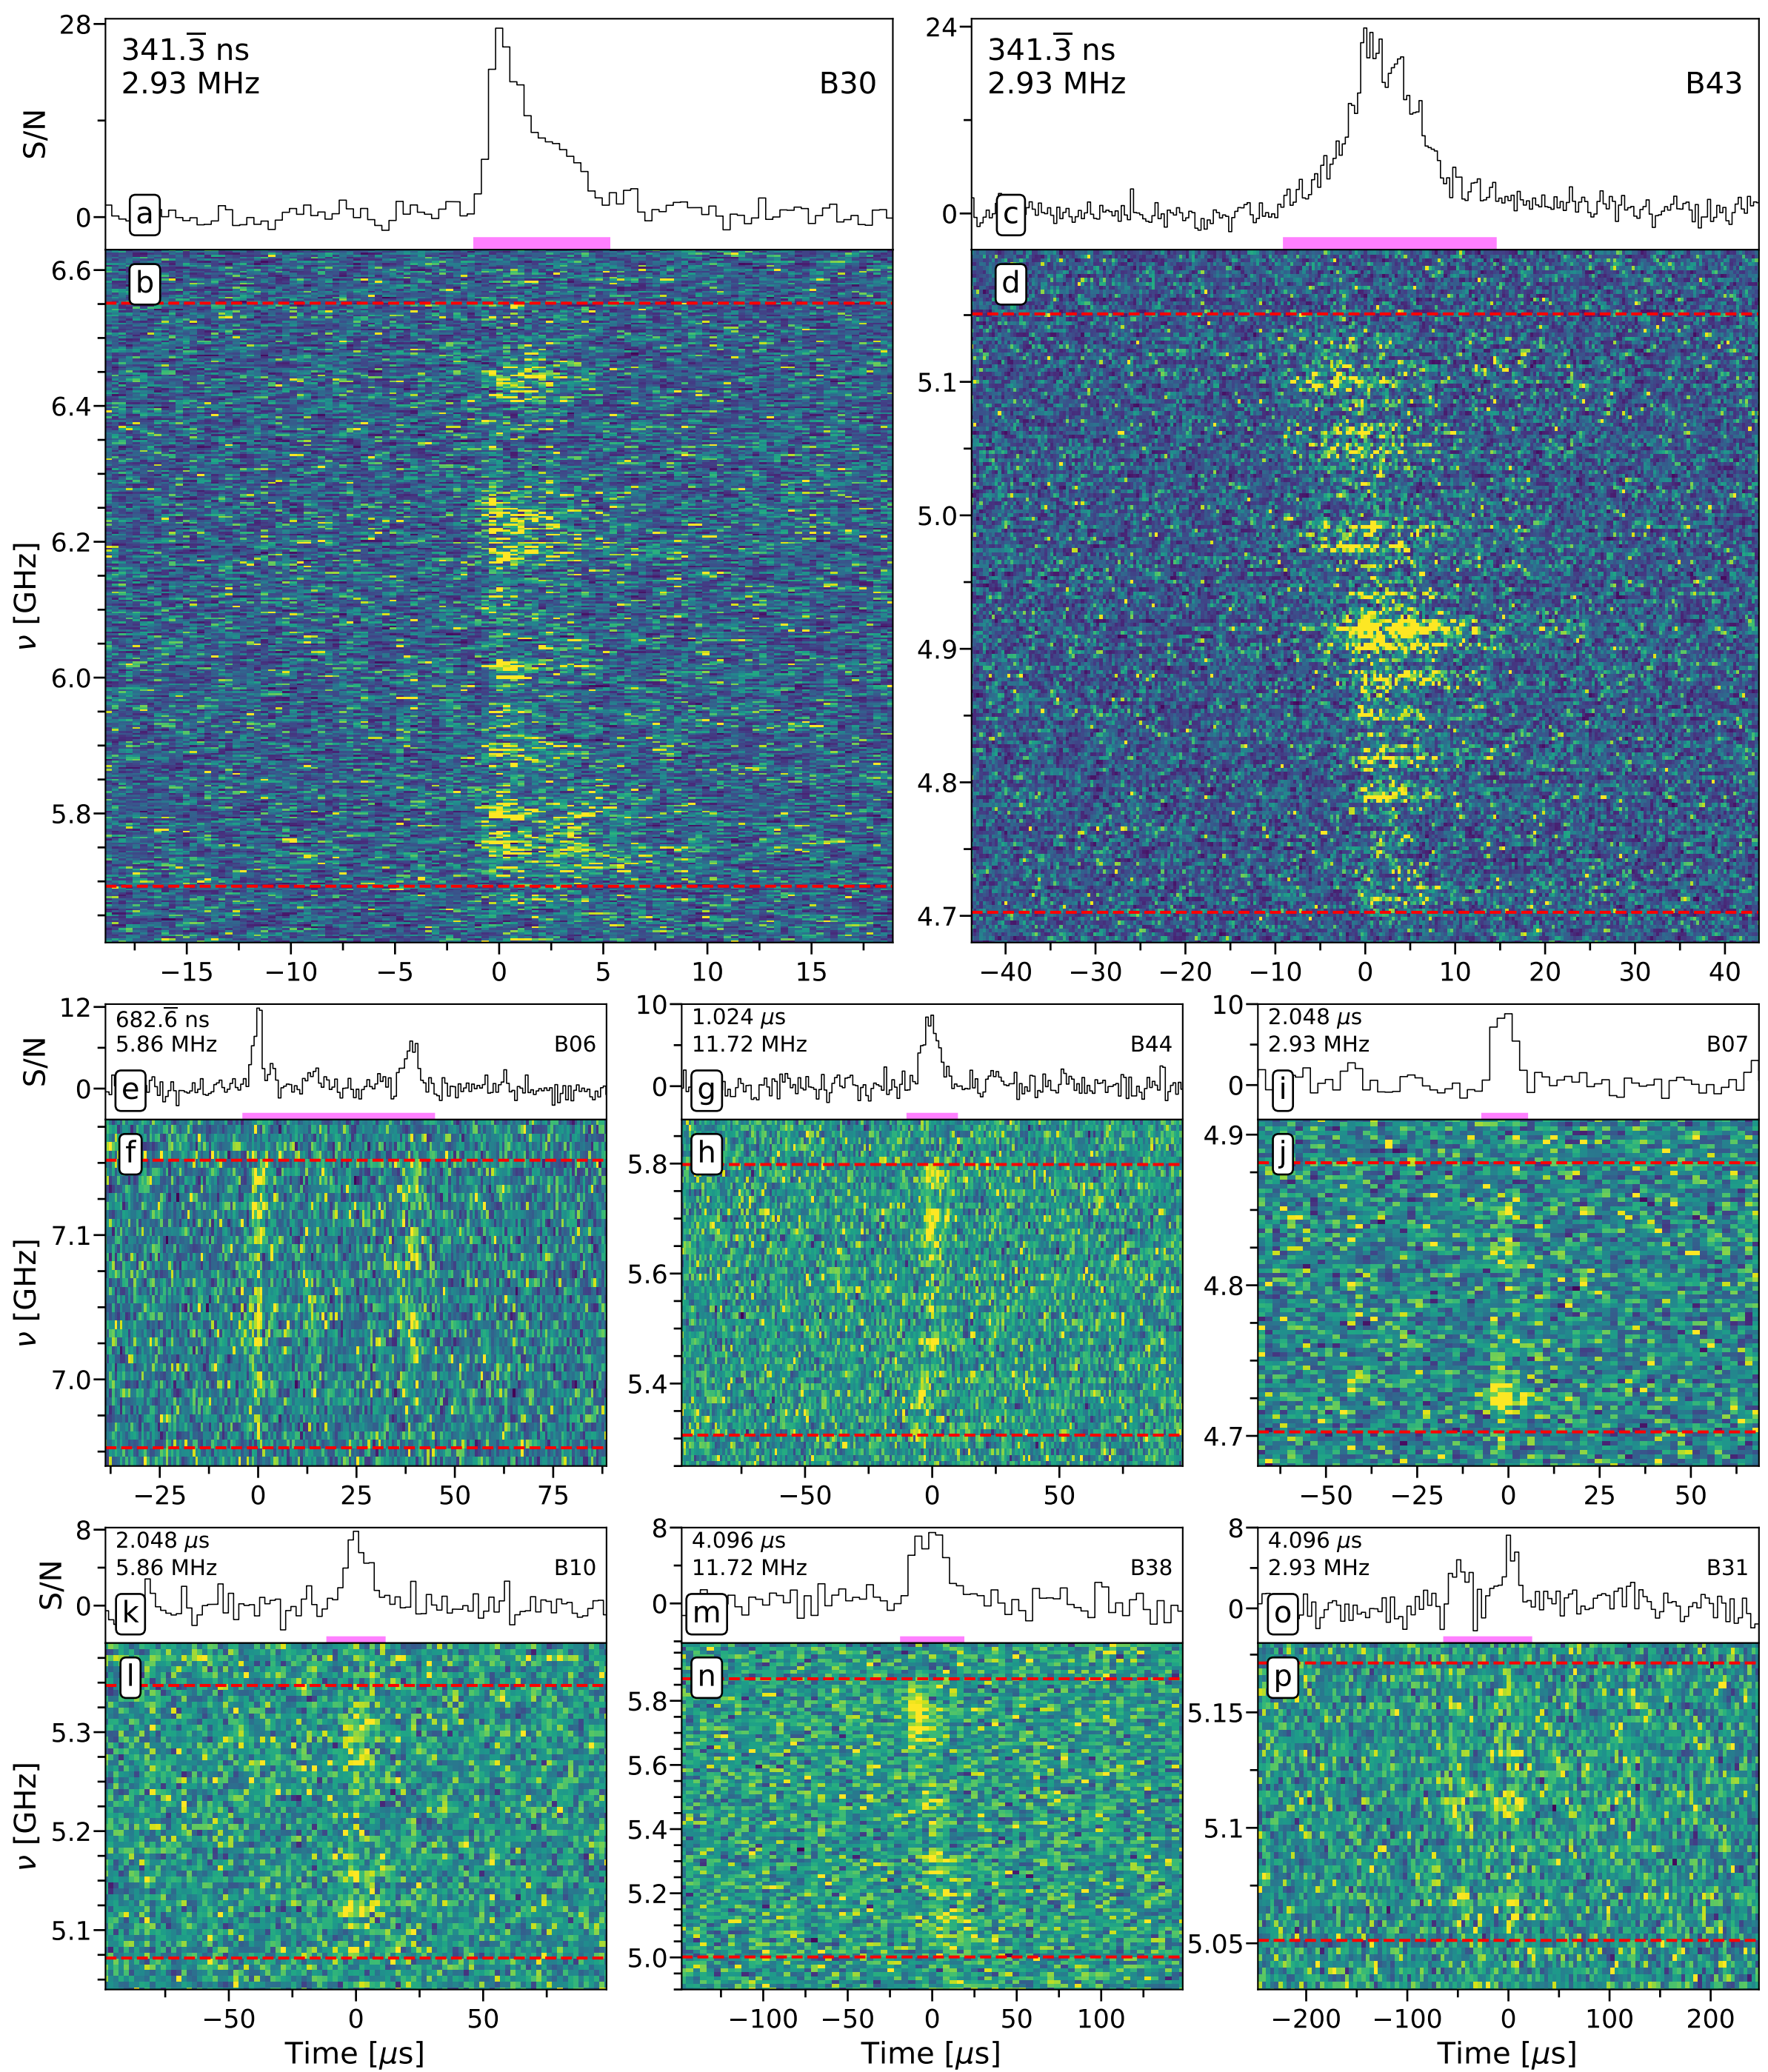 28
S/N
0
341.3̅ ns
2.93 MHz
B30
a
24
0
341.3̅ ns
2.93 MHz
B43
c
b
6.6
6.4
6.2
6.0
5.8
ν [GHz]
−15 −10 −5 0 5 10 15
d
5.1
5.0
4.9
4.8
4.7
−40 −30 −20 −10 0 10 20 30 40
12
S/N
0
682.6̅ ns
5.86 MHz
B06
e
10
0
1.024 μs
11.72 MHz
B44
g
10
0
2.048 μs
2.93 MHz
B07
i
f
7.1
7.0
ν [GHz]
−25 0 25 50 75
h
5.8
5.6
5.4
−50 0 50
j
4.9
4.8
4.7
−50 −25 0 25 50
8
S/N
0
2.048 μs
5.86 MHz
B10
k
8
0
4.096 μs
11.72 MHz
B38
m
8
0
4.096 μs
2.93 MHz
B31
o
l
5.3
5.2
5.1
ν [GHz]
−50 0 50
Time [μs]
n
5.8
5.6
5.4
5.2
5.0
−100 −50 0 50 100
Time [μs]
p
5.15
5.1
5.05
−200 −100 0 100 200
Time [μs]